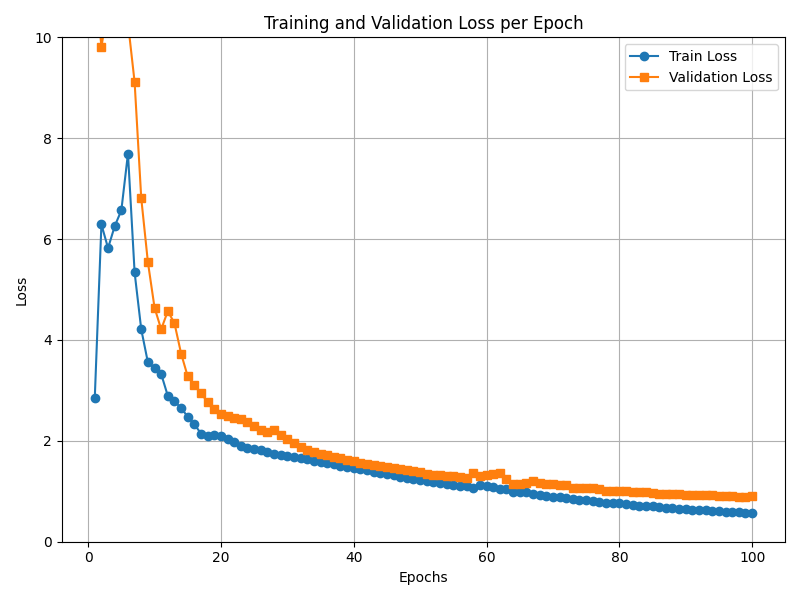 Training and Validation Loss per Epoch
Train Loss
Validation Loss
10
8
6
4
2
0
Loss
0 20 40 60 80 100
Epochs